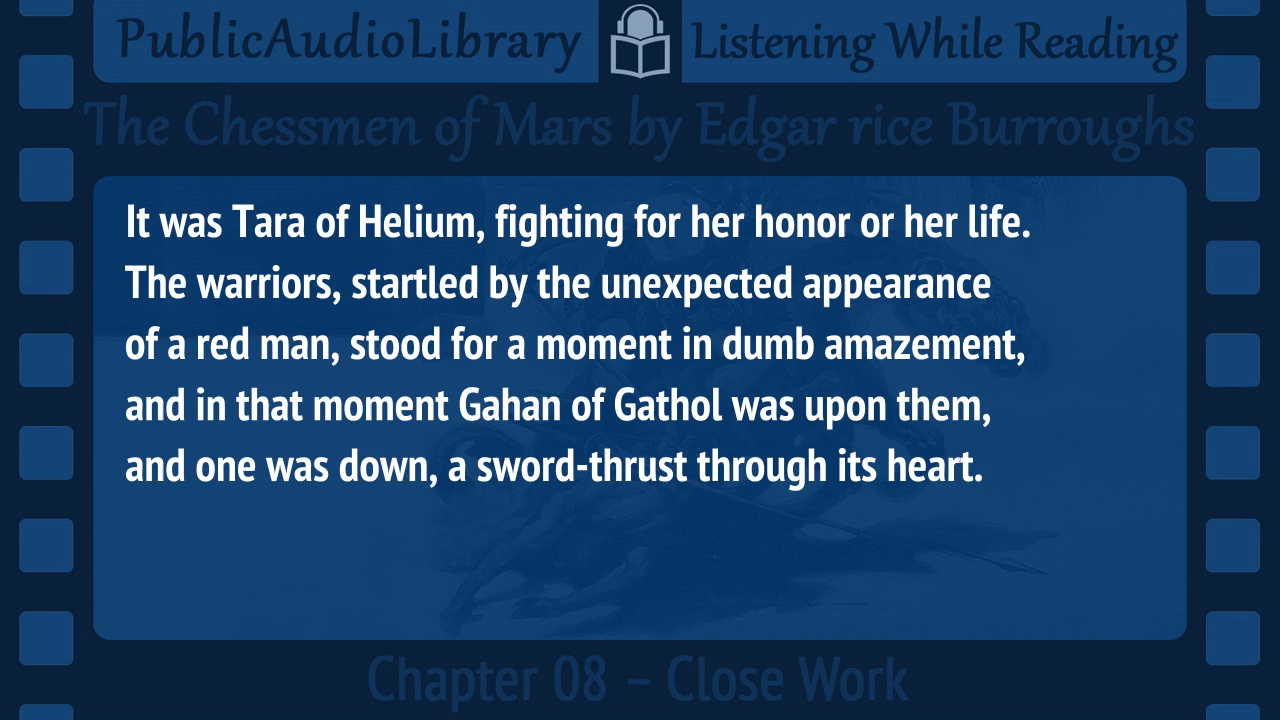 PublicAudioLibrary Listening While Reading
The Chessmen of Mars by Edgar rice Burroughs
It was Tara of Helium, fighting for her honor or her life.
The warriors, startled by the unexpected appearance
of a red man, stood for a moment in dumb amazement,
and in that moment Gahan of Gathol was upon them,
and one was down, a sword-thrust through its heart.
Chapter 08 – Close Work